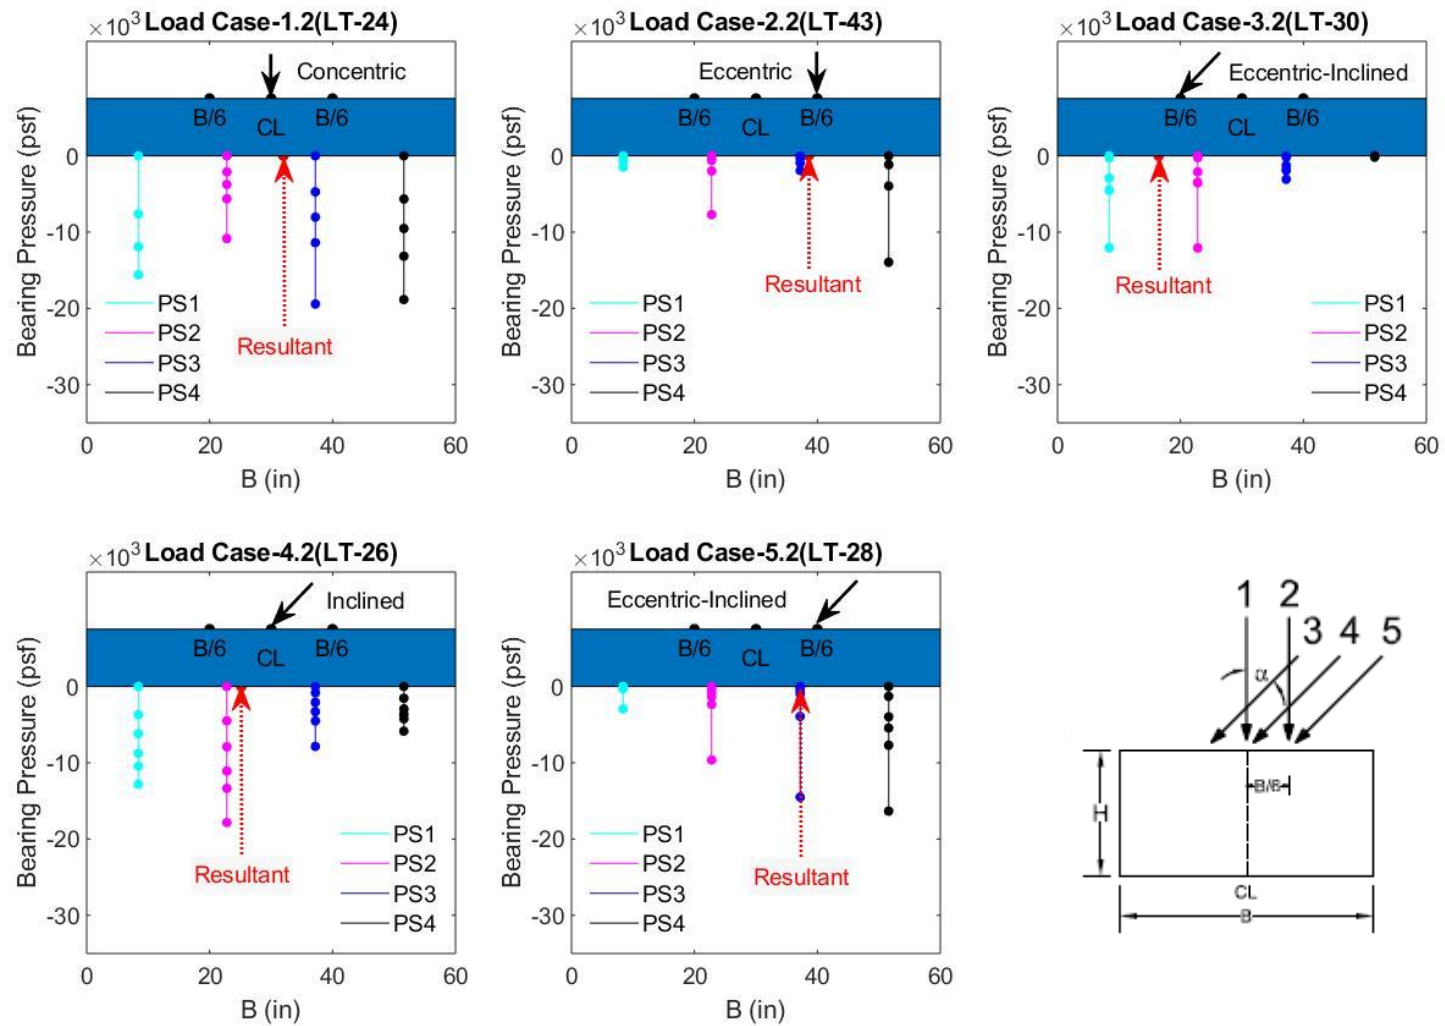 ×10³ Load Case-1.2(LT-24)
Concentric
B/6 CL B/6
Bearing Pressure (psf)
0
-10
-20
-30
PS1
PS2
PS3
PS4
Resultant
0 20 40 60
B (in)
×10³ Load Case-2.2(LT-43)
Eccentric
B/6 CL B/6
Bearing Pressure (psf)
0
-10
-20
-30
Resultant
PS1
PS2
PS3
PS4
0 20 40 60
B (in)
×10³ Load Case-3.2(LT-30)
Eccentric-Inclined
B/6 CL B/6
Bearing Pressure (psf)
0
-10
-20
-30
Resultant
PS1
PS2
PS3
PS4
0 20 40 60
B (in)
×10³ Load Case-4.2(LT-26)
Inclined
B/6 CL B/6
Bearing Pressure (psf)
0
-10
-20
-30
PS1
PS2
PS3
PS4
Resultant
0 20 40 60
B (in)
×10³ Load Case-5.2(LT-28)
Eccentric-Inclined
B/6 CL B/6
Bearing Pressure (psf)
0
-10
-20
-30
PS1
PS2
PS3
PS4
Resultant
0 20 40 60
B (in)
1 2
3 4 5
α
B/6
H
CL
B